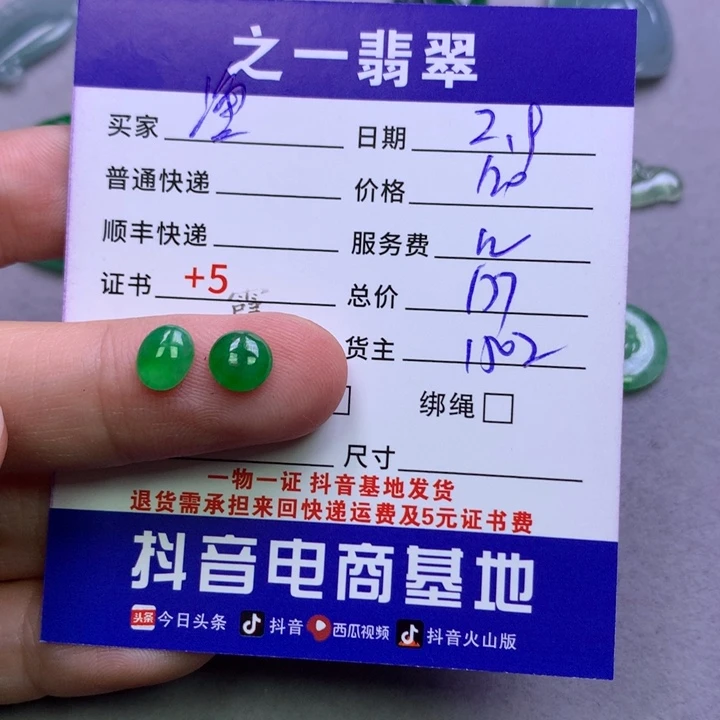 之一翡翠
买家 日期 2.9
普通快递 价格 120
顺丰快递 服务费 12
证书 +5 总价 137
货主 1802
绑绳
尺寸
一物一证 抖音基地发货
退货需承担来回快递运费及5元证书费
抖音电商基地
头条 今日头条 抖音 西瓜视频 抖音火山版